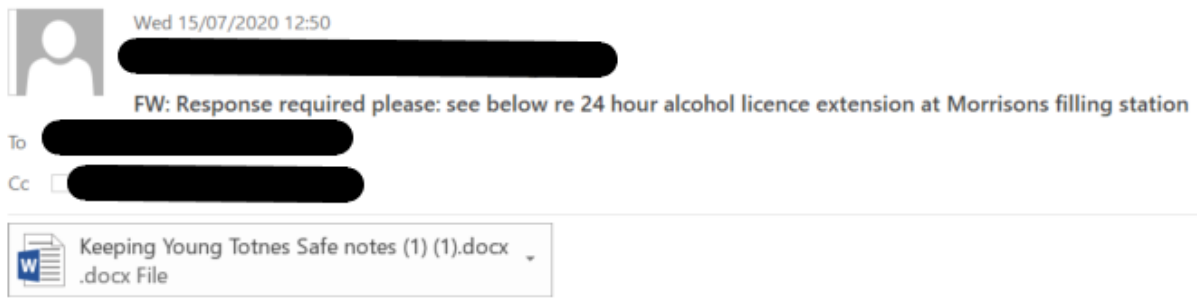 Wed 15/07/2020 12:50
FW: Response required please: see below re 24 hour alcohol licence extension at Morrisons filling station
To
Cc
W
Keeping Young Totnes Safe notes (1) (1).docx
.docx File